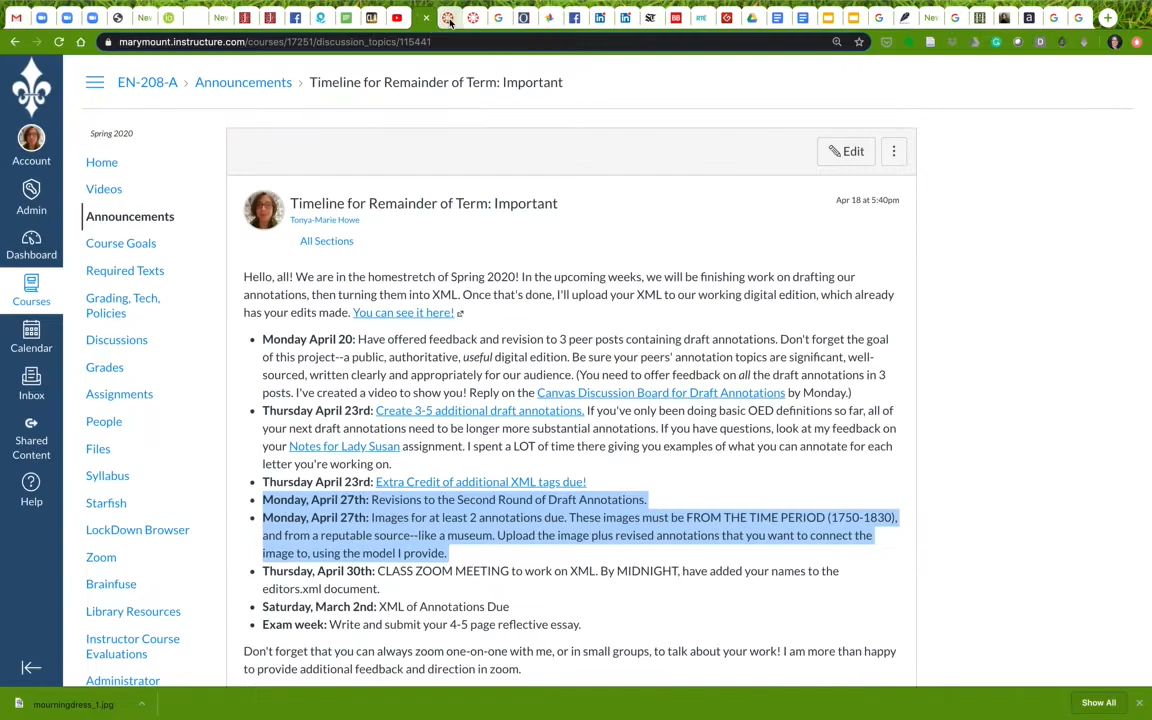 New
New
New
marymount.instructure.com/courses/17251/discussion_topics/115441
EN-208-A › Announcements › Timeline for Remainder of Term: Important
Account
Admin
Dashboard
Courses
Calendar
Inbox
Shared
Content
Help
Spring 2020
Home
Videos
Announcements
Course Goals
Required Texts
Grading, Tech,
Policies
Discussions
Grades
Assignments
People
Files
Syllabus
Starfish
LockDown Browser
Zoom
Brainfuse
Library Resources
Instructor Course
Evaluations
Administrator
Edit
Timeline for Remainder of Term: Important
Apr 18 at 5:40pm
Tonya-Marie Howe
All Sections
Hello, all! We are in the homestretch of Spring 2020! In the upcoming weeks, we will be finishing work on drafting our
annotations, then turning them into XML. Once that's done, I'll upload your XML to our working digital edition, which already
has your edits made. You can see it here!
• Monday April 20: Have offered feedback and revision to 3 peer posts containing draft annotations. Don't forget the goal
of this project--a public, authoritative, useful digital edition. Be sure your peers' annotation topics are significant, well-
sourced, written clearly and appropriately for our audience. (You need to offer feedback on all the draft annotations in 3
posts. I've created a video to show you! Reply on the Canvas Discussion Board for Draft Annotations by Monday.)
• Thursday April 23rd: Create 3-5 additional draft annotations. If you've only been doing basic OED definitions so far, all of
your next draft annotations need to be longer more substantial annotations. If you have questions, look at my feedback on
your Notes for Lady Susan assignment. I spent a LOT of time there giving you examples of what you can annotate for each
letter you're working on.
• Thursday April 23rd: Extra Credit of additional XML tags due!
• Monday, April 27th: Revisions to the Second Round of Draft Annotations.
• Monday, April 27th: Images for at least 2 annotations due. These images must be FROM THE TIME PERIOD (1750-1830),
and from a reputable source--like a museum. Upload the image plus revised annotations that you want to connect the
image to, using the model I provide.
• Thursday, April 30th: CLASS ZOOM MEETING to work on XML. By MIDNIGHT, have added your names to the
editors.xml document.
• Saturday, March 2nd: XML of Annotations Due
• Exam week: Write and submit your 4-5 page reflective essay.
Don't forget that you can always zoom one-on-one with me, or in small groups, to talk about your work! I am more than happy
to provide additional feedback and direction in zoom.
mourningdress_1.jpg
Show All